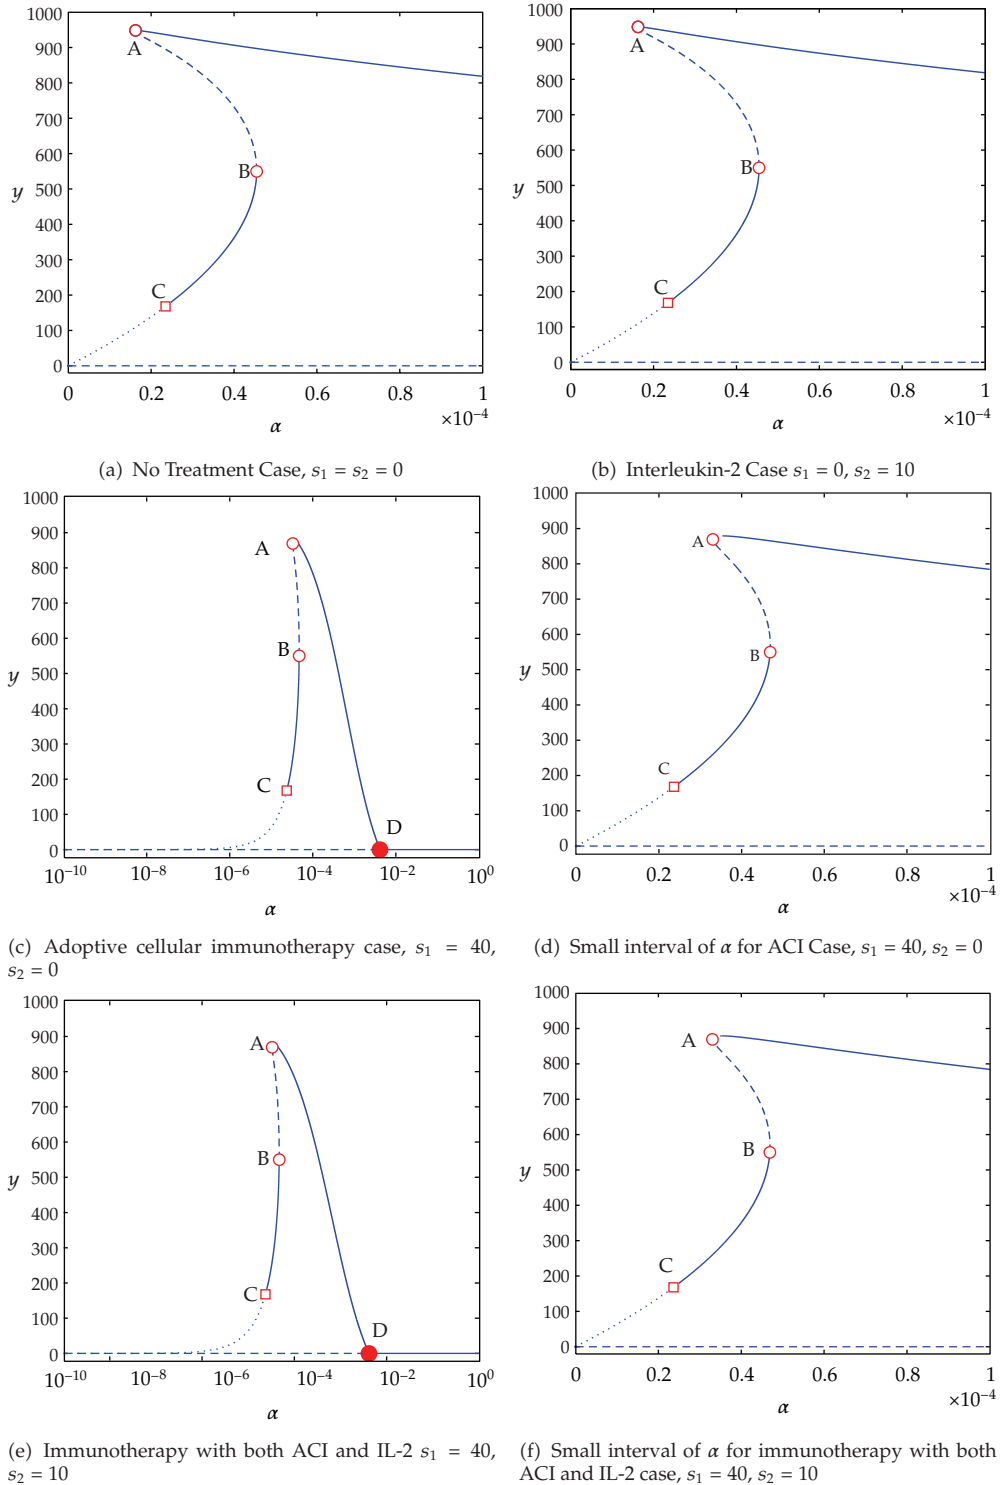 1000
900
800
700
600
500
400
300
200
100
0
y
A
B
C
0 0.2 0.4 0.6 0.8 1
×10−4
α
(a) No Treatment Case, s1 = s2 = 0
1000
900
800
700
600
500
400
300
200
100
0
y
A
B
C
0 0.2 0.4 0.6 0.8 1
×10−4
α
(b) Interleukin-2 Case s1 = 0, s2 = 10
1000
900
800
700
600
500
400
300
200
100
0
y
A
B
C
D
10−10 10−8 10−6 10−4 10−2 100
α
(c) Adoptive cellular immunotherapy case, s1 = 40,
s2 = 0
1000
900
800
700
600
500
400
300
200
100
0
y
A
B
C
0 0.2 0.4 0.6 0.8 1
×10−4
α
(d) Small interval of α for ACI Case, s1 = 40, s2 = 0
1000
900
800
700
600
500
400
300
200
100
0
y
A
B
C
D
10−10 10−8 10−6 10−4 10−2 100
α
(e) Immunotherapy with both ACI and IL-2 s1 = 40,
s2 = 10
1000
900
800
700
600
500
400
300
200
100
0
y
A
B
C
0 0.2 0.4 0.6 0.8 1
×10−4
α
(f) Small interval of α for immunotherapy with both
ACI and IL-2 case, s1 = 40, s2 = 10